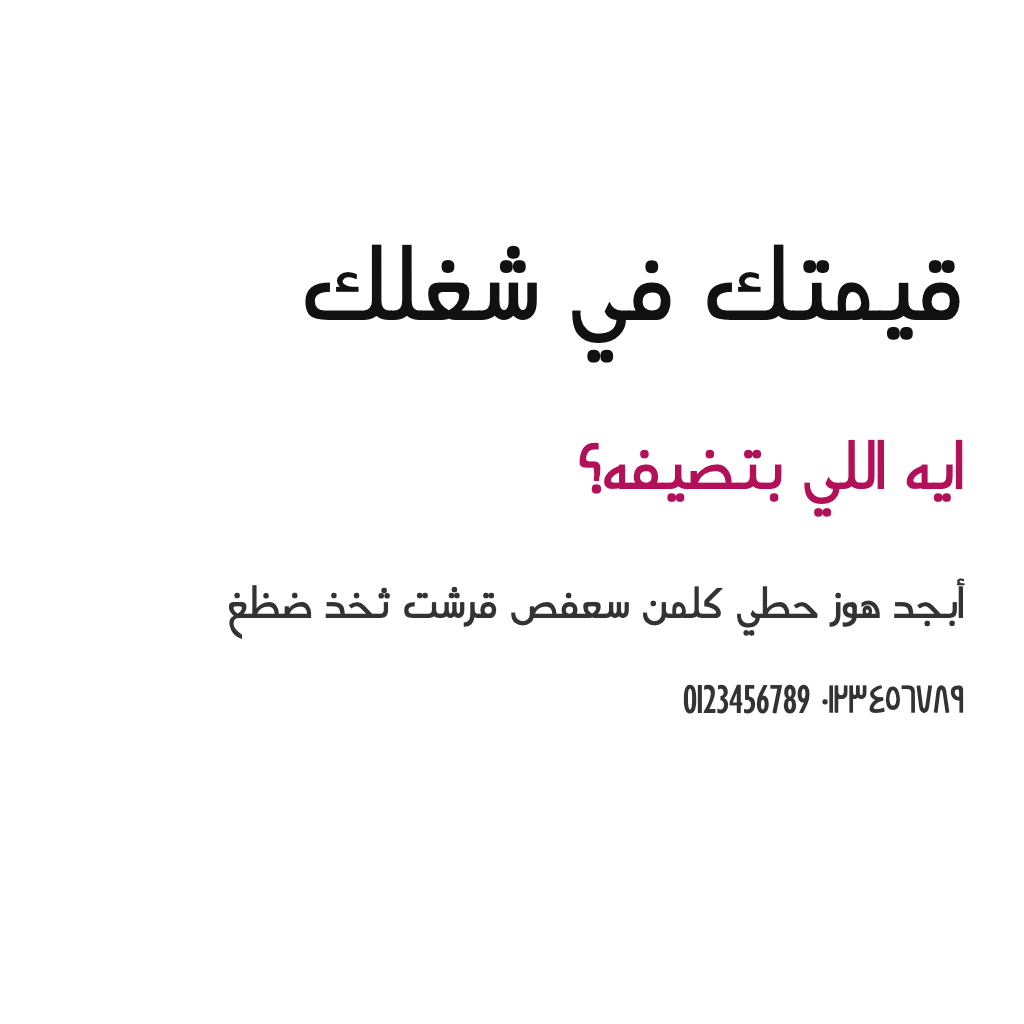 قيمتك في شغلك
ايه اللي بتضيفه؟
أبجد هوز حطي كلمن سعفص قرشت ثخذ ضظغ
٠١٢٣٤٥٦٧٨٩ 0123456789